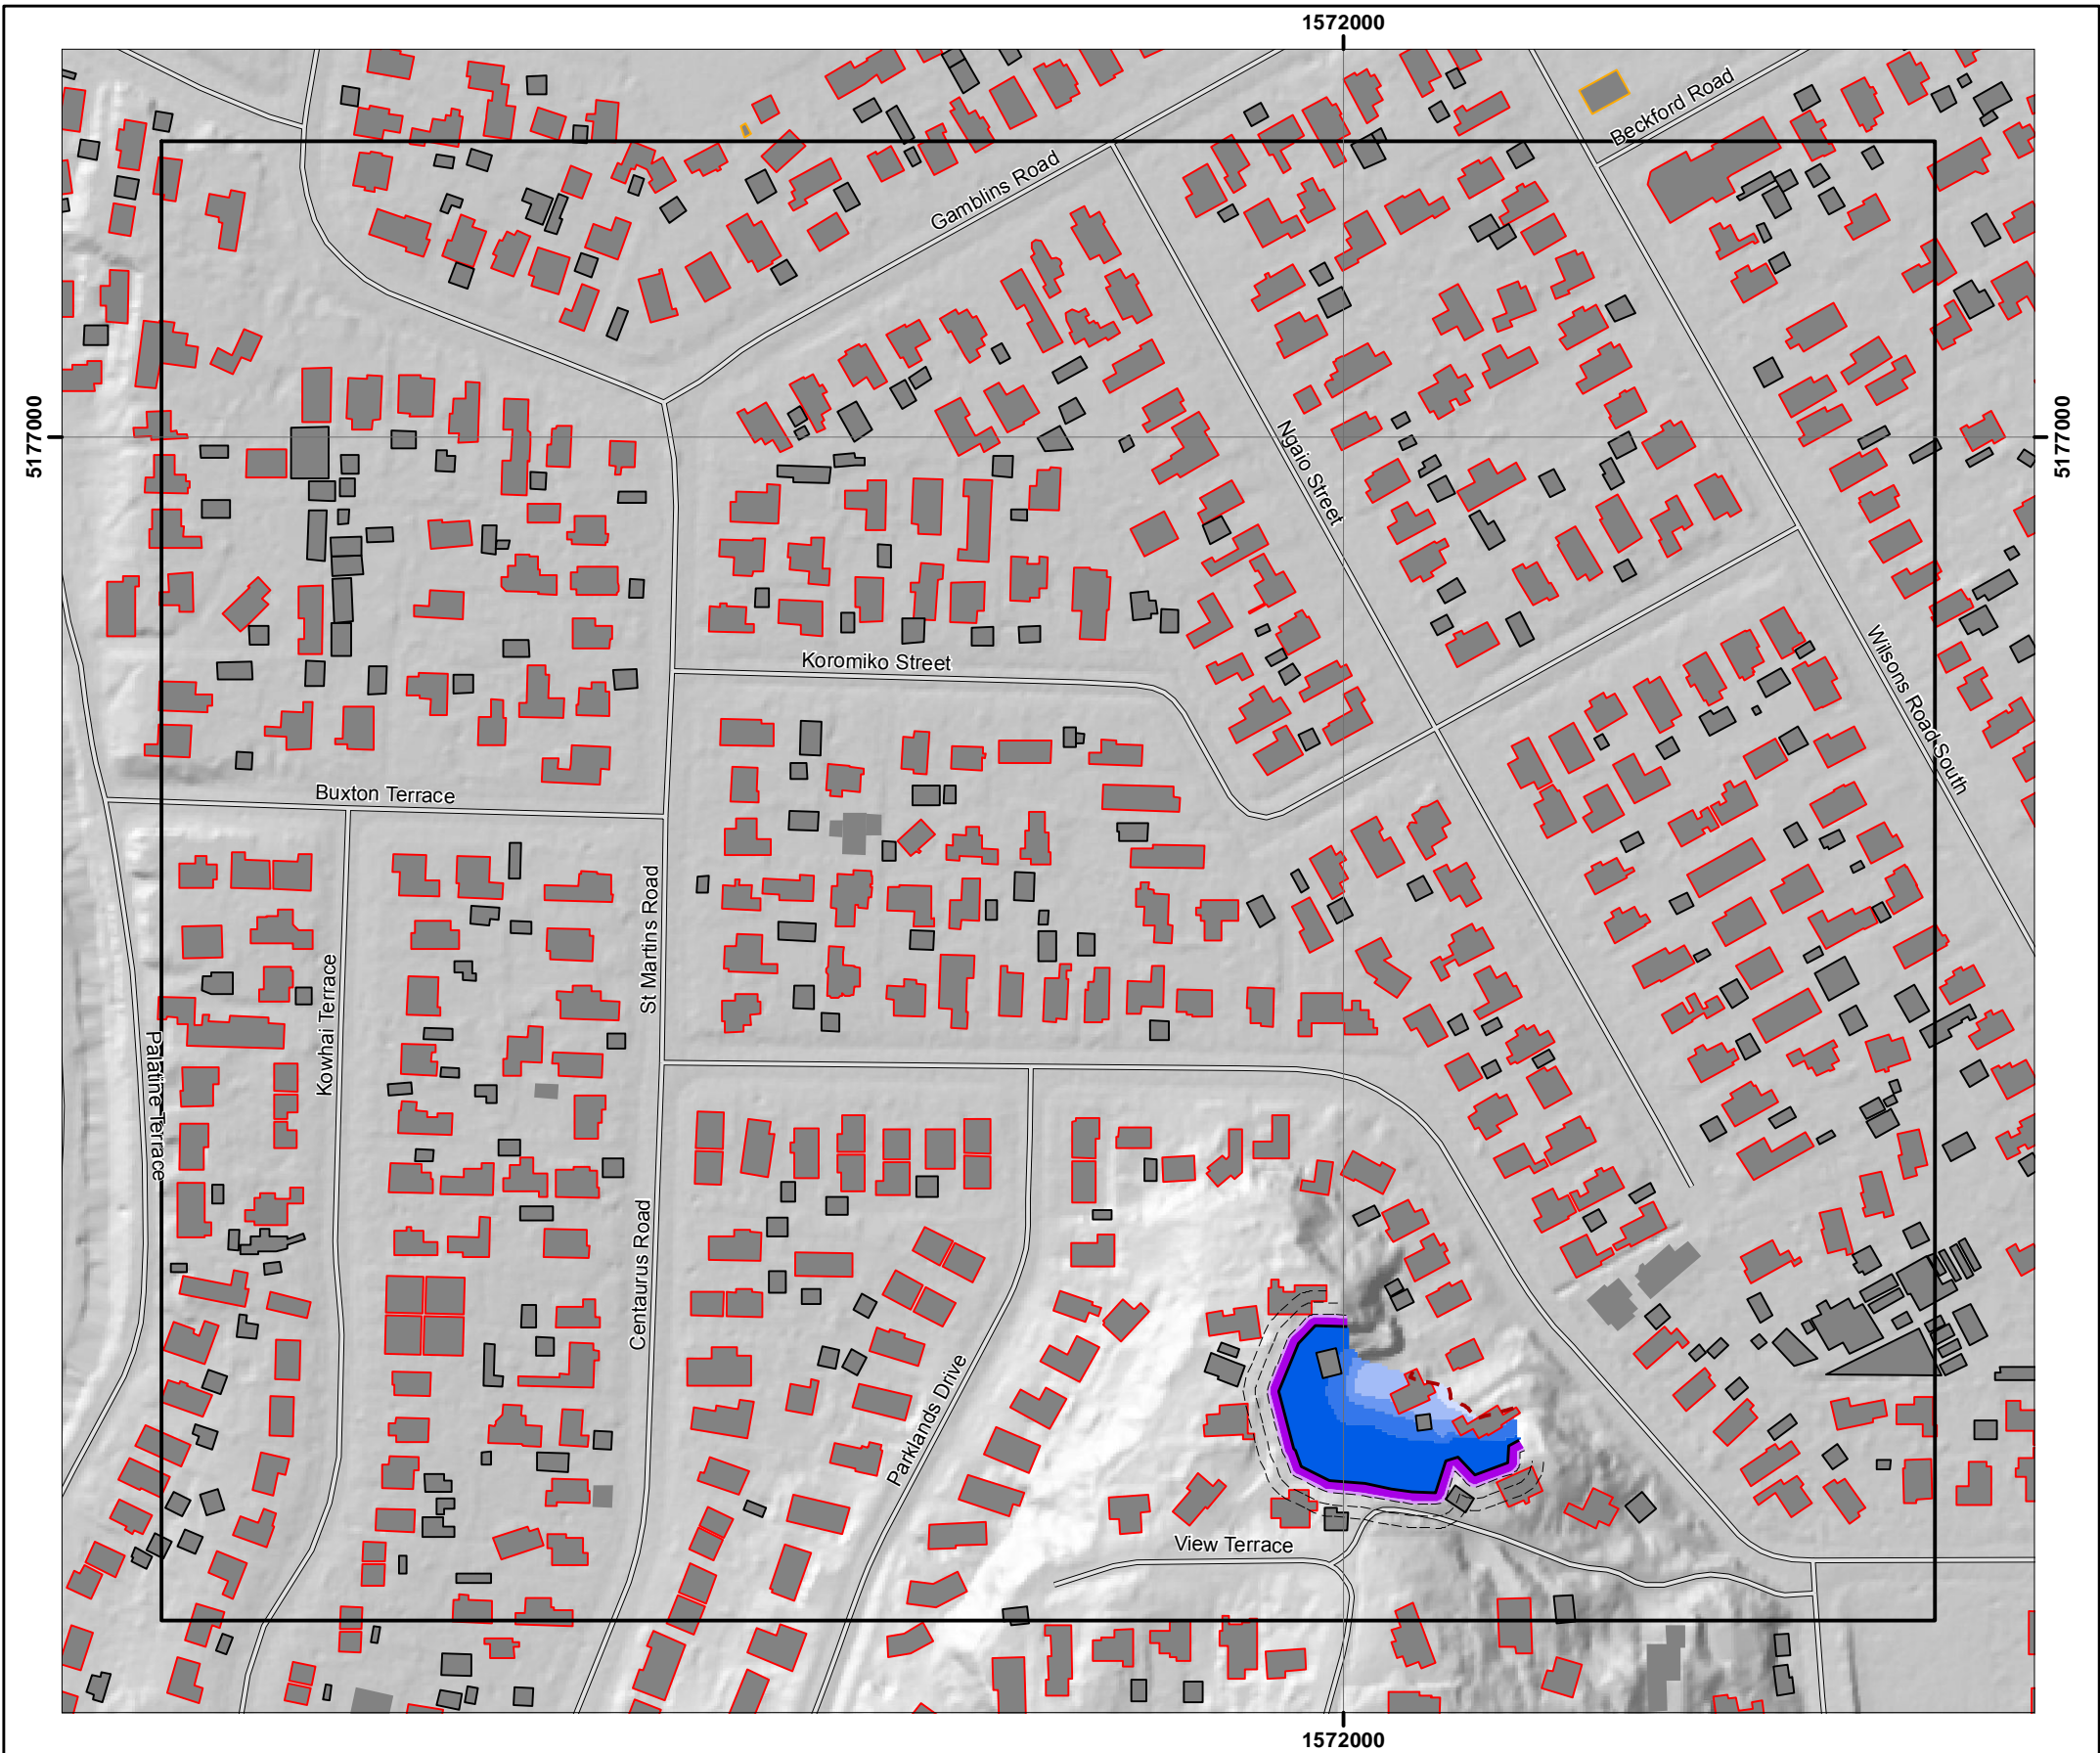 1572000
Beckford Road
Gamblins Road
5177000
5177000
Ngaio Street
Koromiko Street
Wilsons Road South
Buxton Terrace
St Martins Road
Kowhai Terrace
Palatine Terrace
Centaurus Road
Parklands Drive
View Terrace
1572000